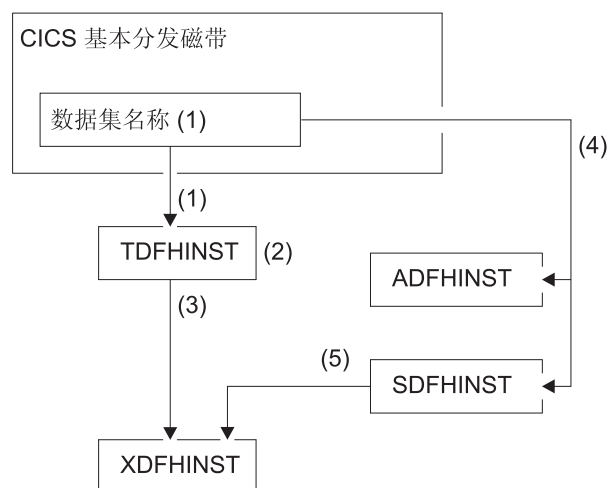 CICS 基本分发磁带
数据集名称 (1)
(4)
(1)
TDFHINST (2)
ADFHINST
(3)
(5)
SDFHINST
XDFHINST